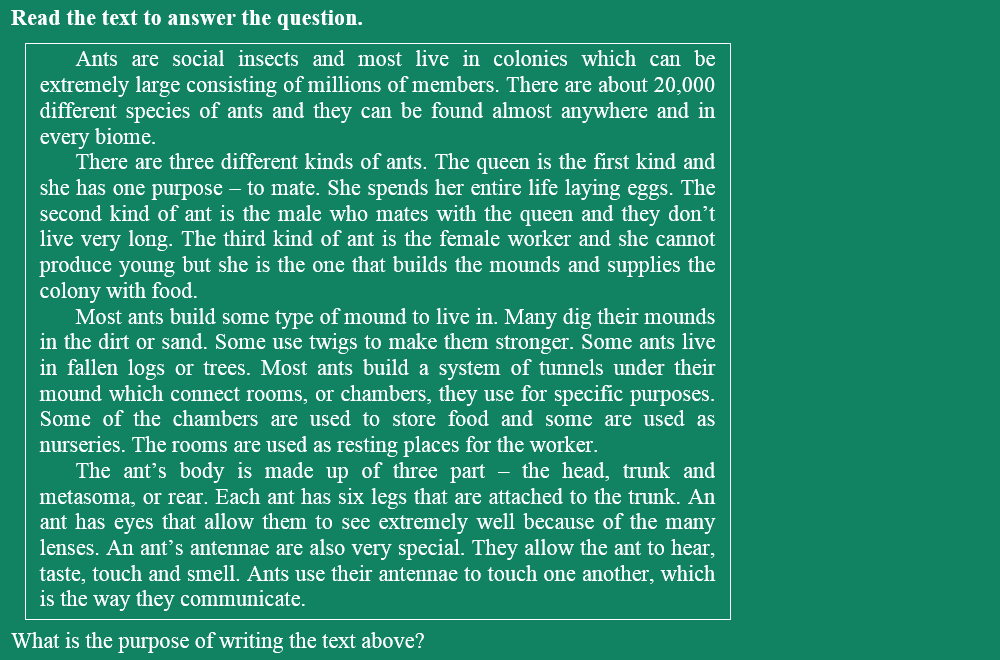 Read the text to answer the question.
Ants are social insects and most live in colonies which can be
extremely large consisting of millions of members. There are about 20,000
different species of ants and they can be found almost anywhere and in
every biome.
There are three different kinds of ants. The queen is the first kind and
she has one purpose – to mate. She spends her entire life laying eggs. The
second kind of ant is the male who mates with the queen and they don’t
live very long. The third kind of ant is the female worker and she cannot
produce young but she is the one that builds the mounds and supplies the
colony with food.
Most ants build some type of mound to live in. Many dig their mounds
in the dirt or sand. Some use twigs to make them stronger. Some ants live
in fallen logs or trees. Most ants build a system of tunnels under their
mound which connect rooms, or chambers, they use for specific purposes.
Some of the chambers are used to store food and some are used as
nurseries. The rooms are used as resting places for the worker.
The ant’s body is made up of three part – the head, trunk and
metasoma, or rear. Each ant has six legs that are attached to the trunk. An
ant has eyes that allow them to see extremely well because of the many
lenses. An ant’s antennae are also very special. They allow the ant to hear,
taste, touch and smell. Ants use their antennae to touch one another, which
is the way they communicate.
What is the purpose of writing the text above?